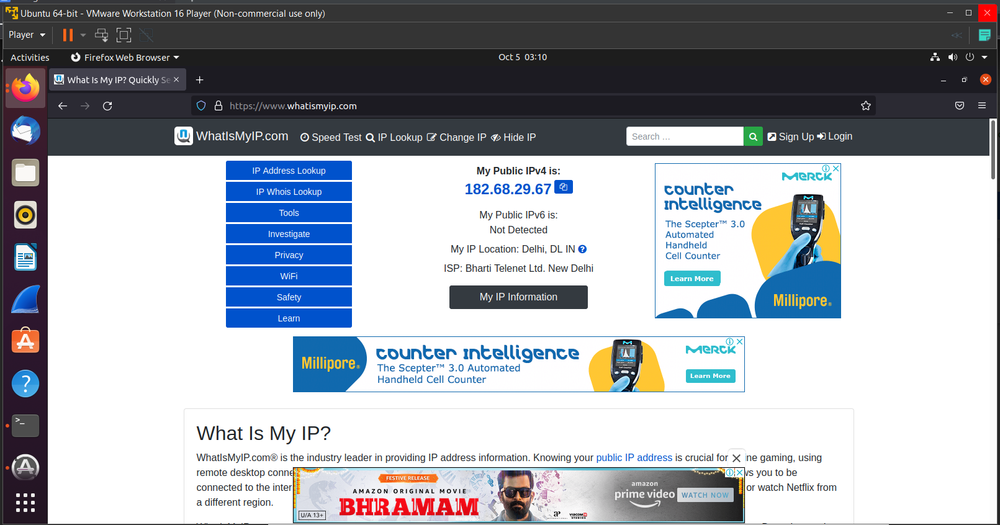 Ubuntu 64-bit - VMware Workstation 16 Player (Non-commercial use only)
Player
Activities
Firefox Web Browser
Oct 5 03:10
What Is My IP? Quickly Se
https://www.whatismyip.com
WhatIsMyIP.com
Speed Test
IP Lookup
Change IP
Hide IP
Search ...
Sign Up
Login
IP Address Lookup
IP Whois Lookup
Tools
Investigate
Privacy
WiFi
Safety
Learn
My Public IPv4 is:
182.68.29.67
My Public IPv6 is:
Not Detected
My IP Location: Delhi, DL IN
ISP: Bharti Telenet Ltd. New Delhi
My IP Information
MERCK
counter
intelligence
The Scepter™ 3.0
Automated
Handheld
Cell Counter
Learn More
Millipore®
Millipore®
counter intelligence
The Scepter™ 3.0 Automated
Handheld Cell Counter
MERCK
Learn More
What Is My IP?
WhatIsMyIP.com® is the industry leader in providing IP address information. Knowing your public IP address is crucial for ine gaming, using
remote desktop conne ws you to be
connected to the inter or watch Netflix from
a different region.
FESTIVE RELEASE
AMAZON ORIGINAL MOVIE
BHRAMAM
U/A 13+
VIACOM18
STUDIOS
amazon
prime video
WATCH NOW